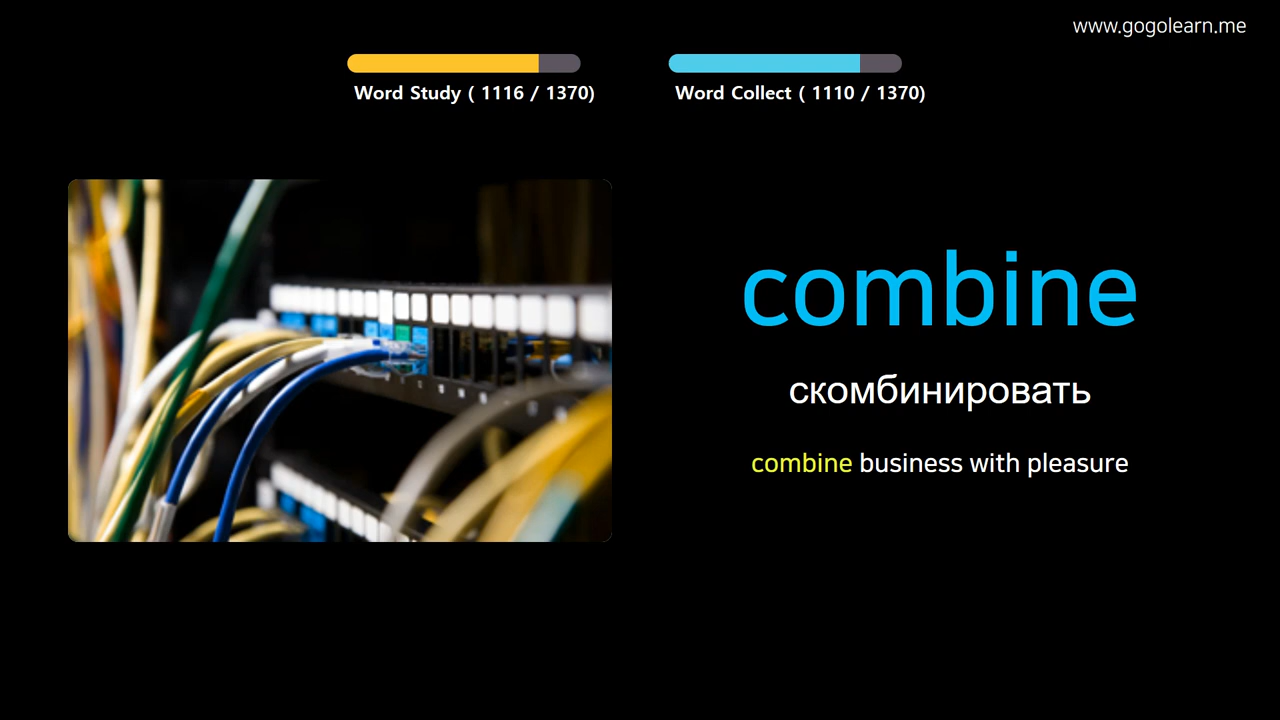 www.gogolearn.me
Word Study ( 1116 / 1370)
Word Collect ( 1110 / 1370)
combine
скомбинировать
combine business with pleasure